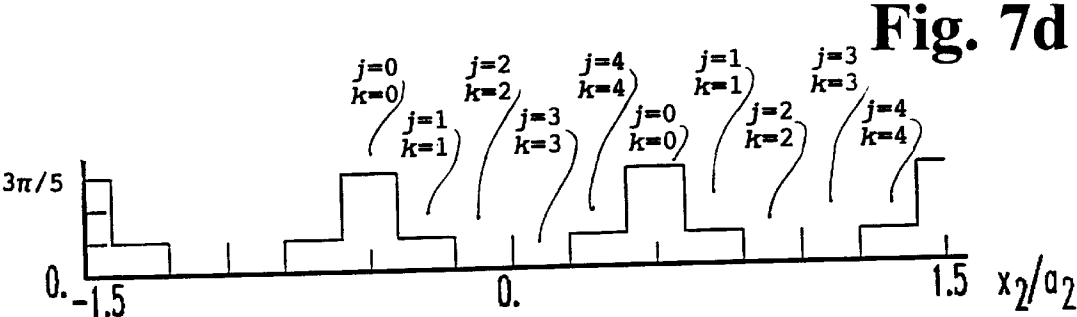 Fig. 7d
j=0
k=0
j=2
k=2
j=4
k=4
j=1
k=1
j=3
k=3
j=1
k=1
j=3
k=3
j=0
k=0
j=2
k=2
j=4
k=4
3π/5
0.
-1.5
0.
1.5
x2/a2